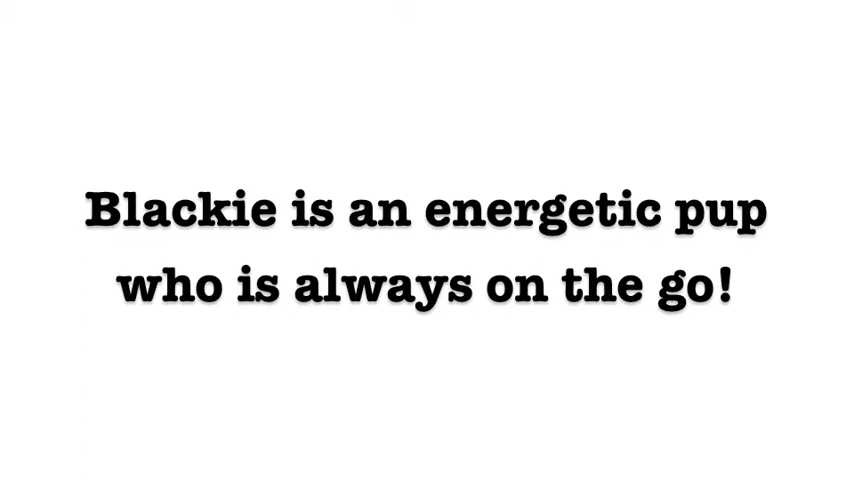 Blackie is an energetic pup
who is always on the go!